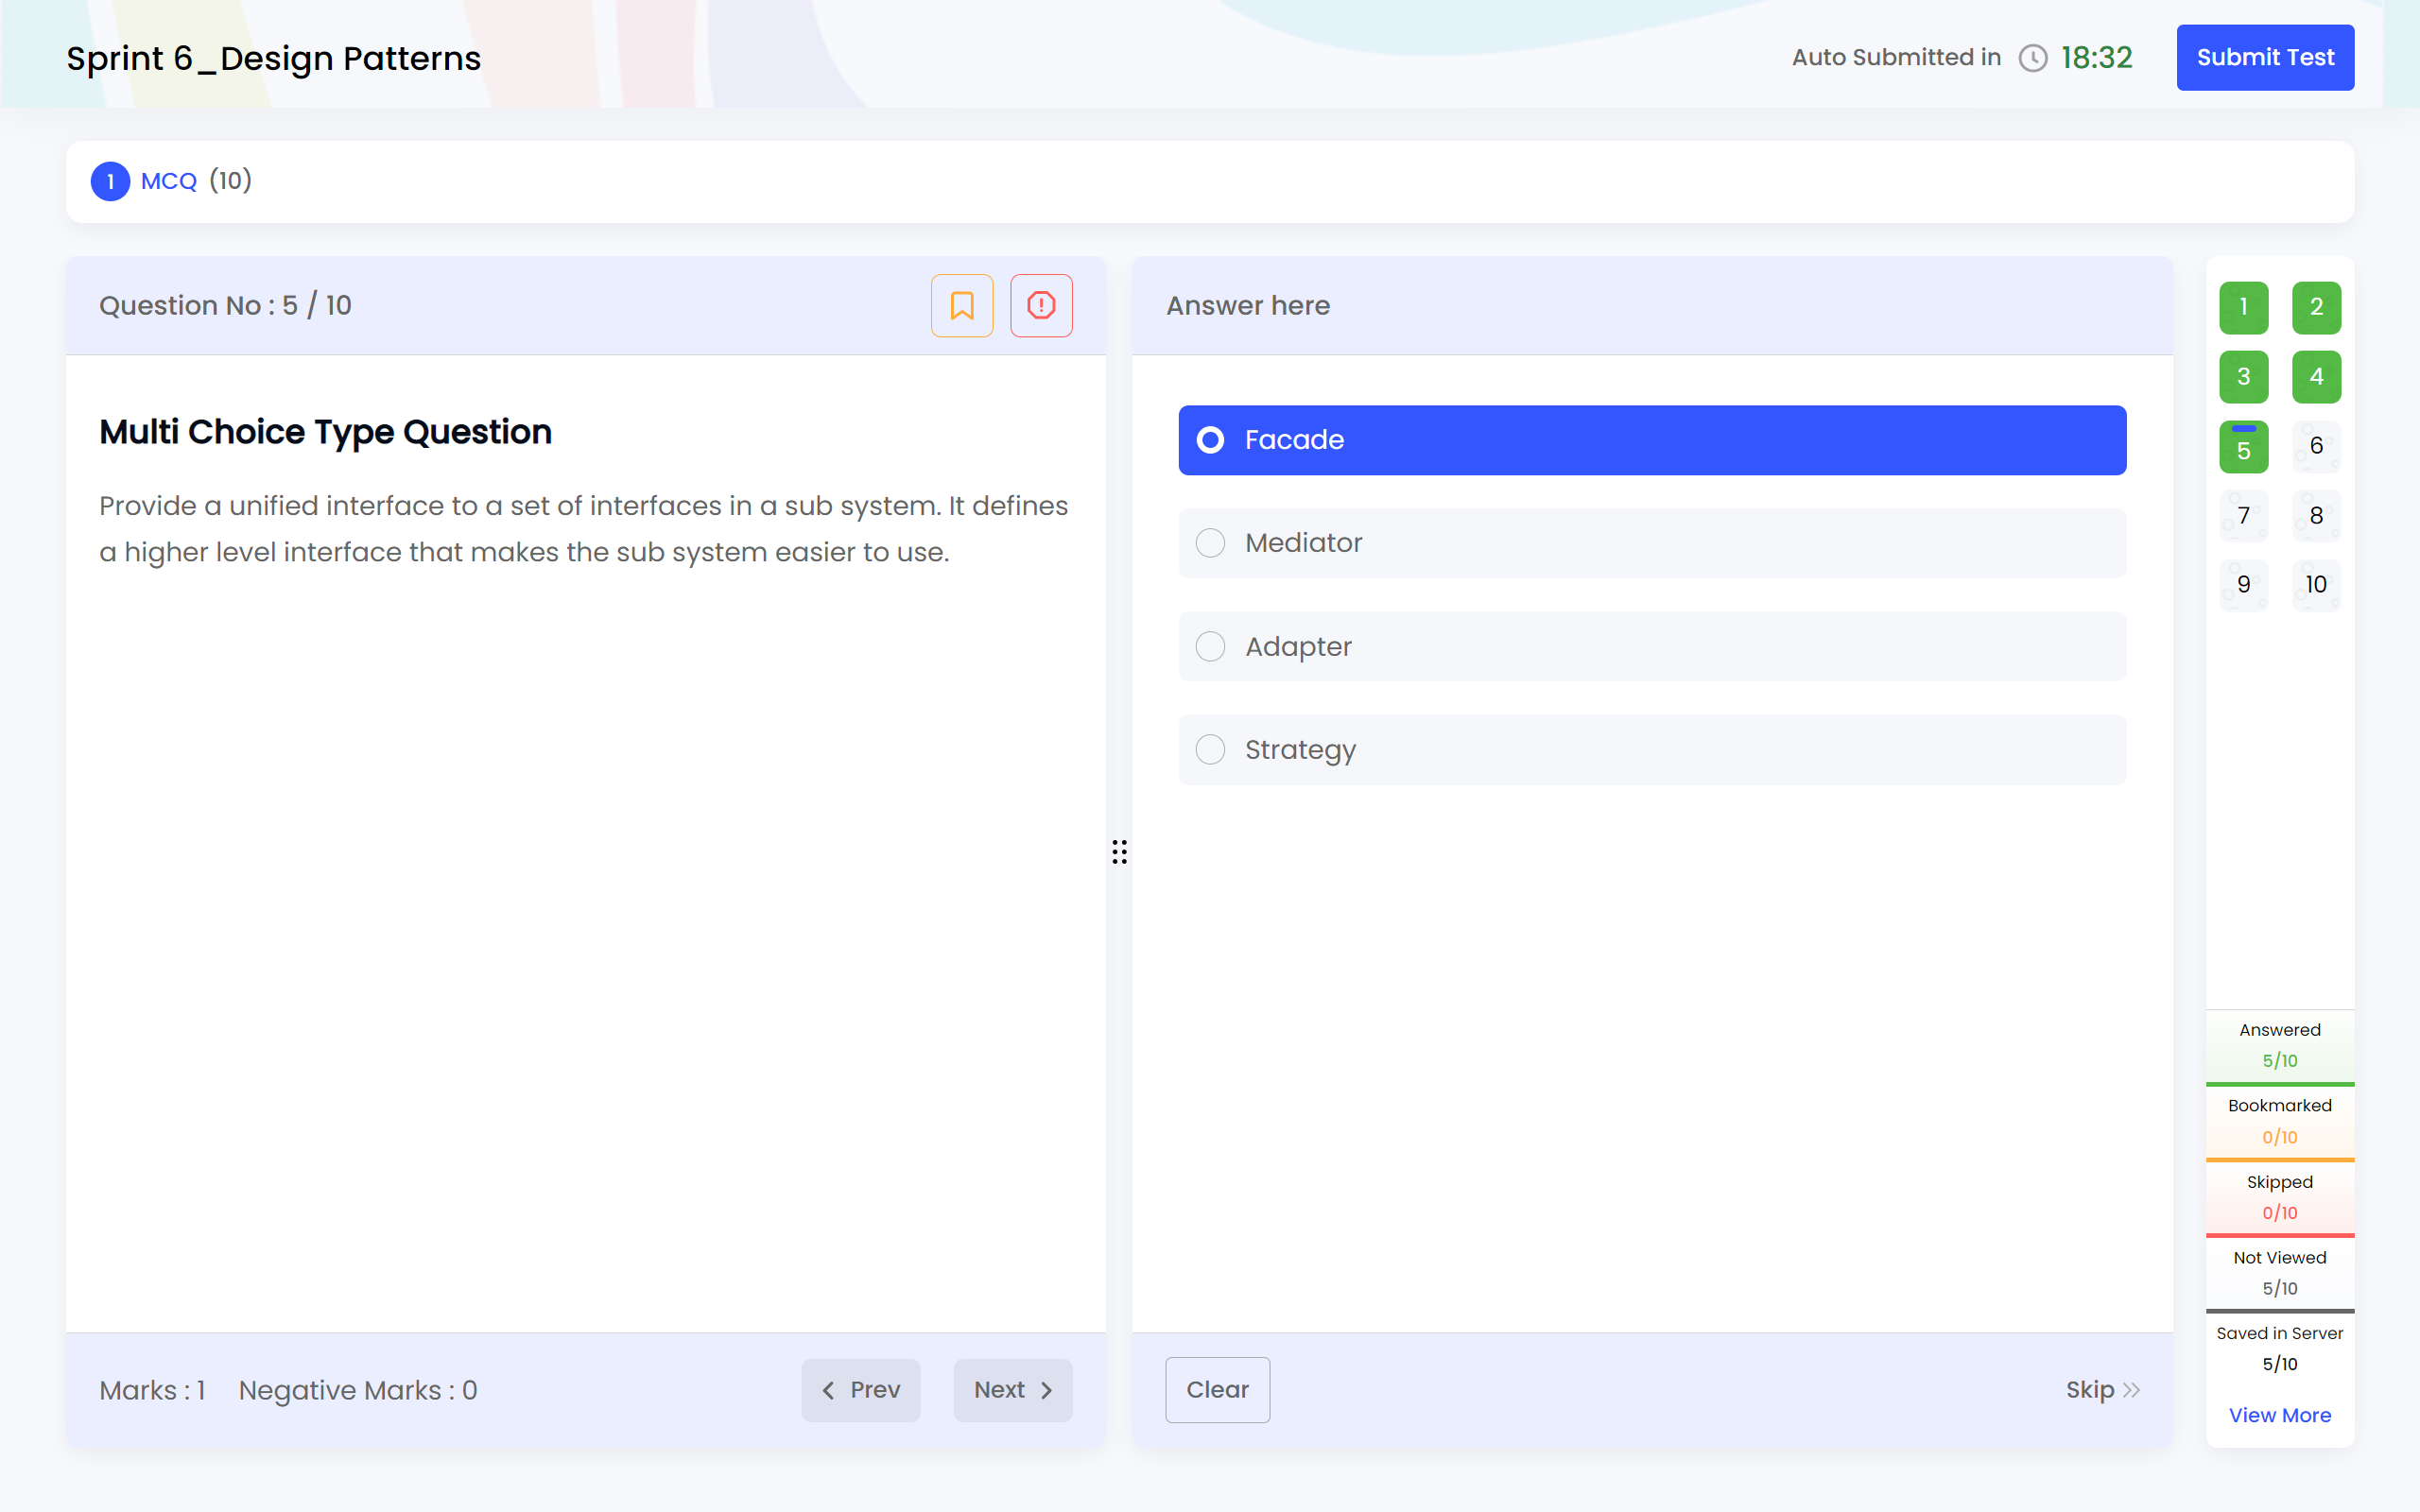 Sprint 6_Design Patterns
Auto Submitted in 18:32
Submit Test
1 MCQ (10)
Question No : 5 / 10
Multi Choice Type Question
Provide a unified interface to a set of interfaces in a sub system. It defines
a higher level interface that makes the sub system easier to use.
Marks : 1 Negative Marks : 0
Prev
Next
Answer here
Facade
Mediator
Adapter
Strategy
Clear
Skip
1 2
3 4
5 6
7 8
9 10
Answered
5/10
Bookmarked
0/10
Skipped
0/10
Not Viewed
5/10
Saved in Server
5/10
View More